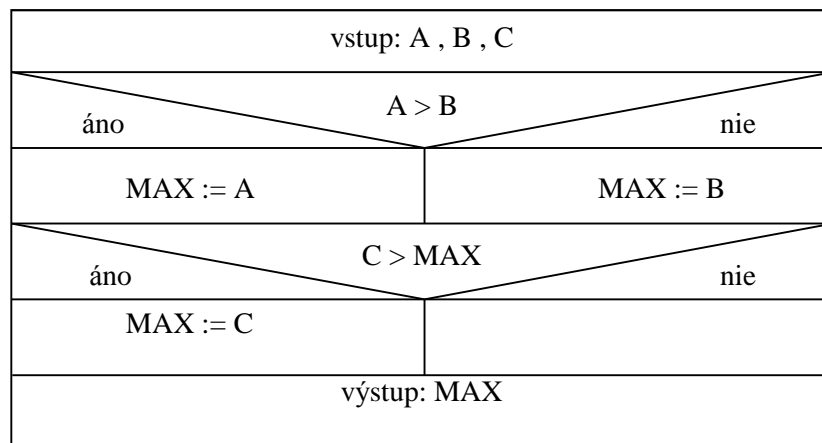 vstup: A , B , C
A > B
áno
nie
MAX := A
MAX := B
C > MAX
áno
nie
MAX := C
výstup: MAX